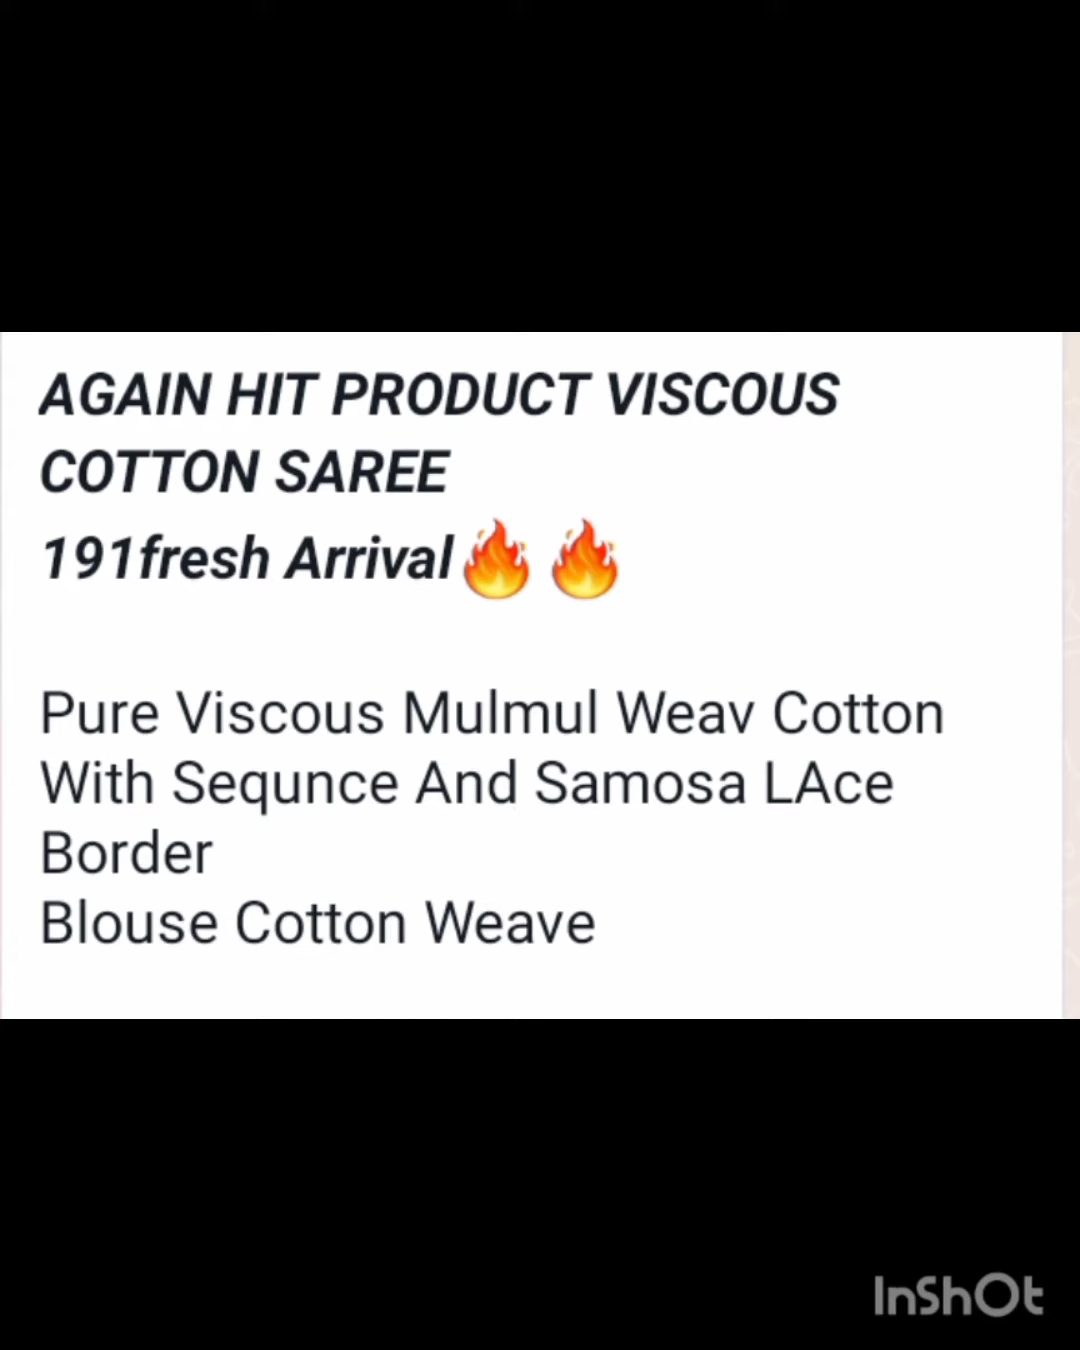 AGAIN HIT PRODUCT VISCOUS
COTTON SAREE
191fresh Arrival🔥🔥
Pure Viscous Mulmul Weav Cotton
With Sequnce And Samosa LAce
Border
Blouse Cotton Weave
InShOt